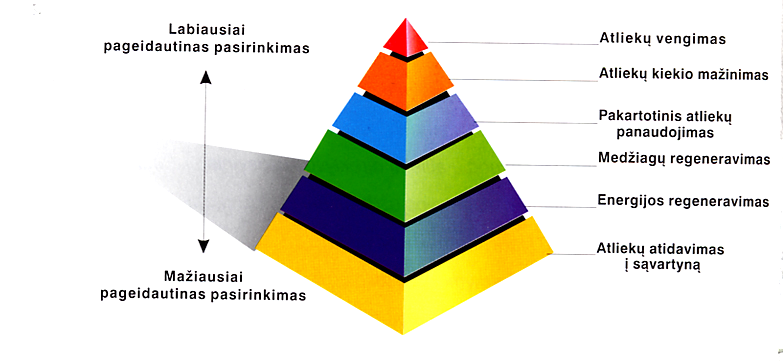 Labiausiai
pageidautinas pasirinkimas
Atliekų vengimas
Atliekų kiekio mažinimas
Pakartotinis atliekų
panaudojimas
Medžiagų regeneravimas
Energijos regeneravimas
Atliekų atidavimas
į sąvartyną
Mažiausiai
pageidautinas pasirinkimas